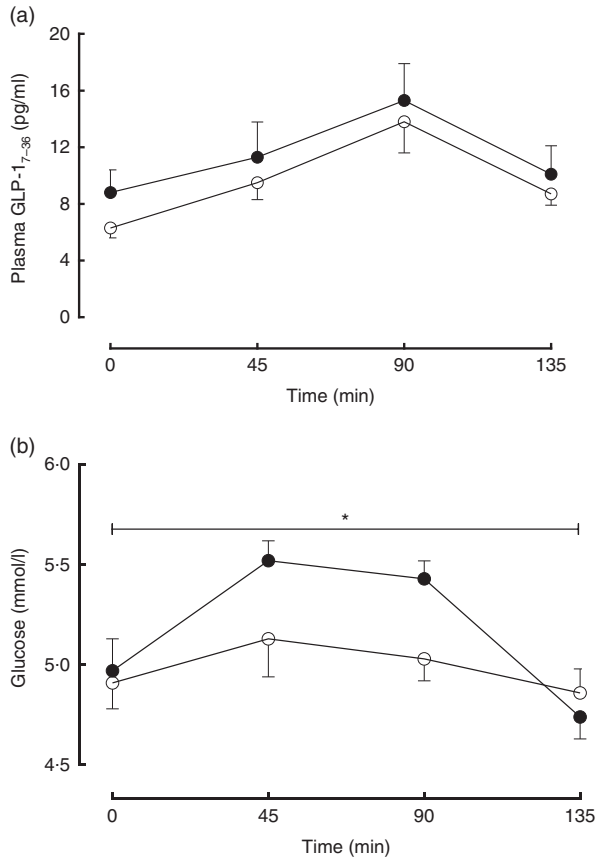 (a)
Plasma GLP-1₇₋₃₆ (pg/ml)
20
16
12
8
4
0
0 45 90 135
Time (min)
(b)
Glucose (mmol/l)
6·0
*
5·5
5·0
4·5
0 45 90 135
Time (min)